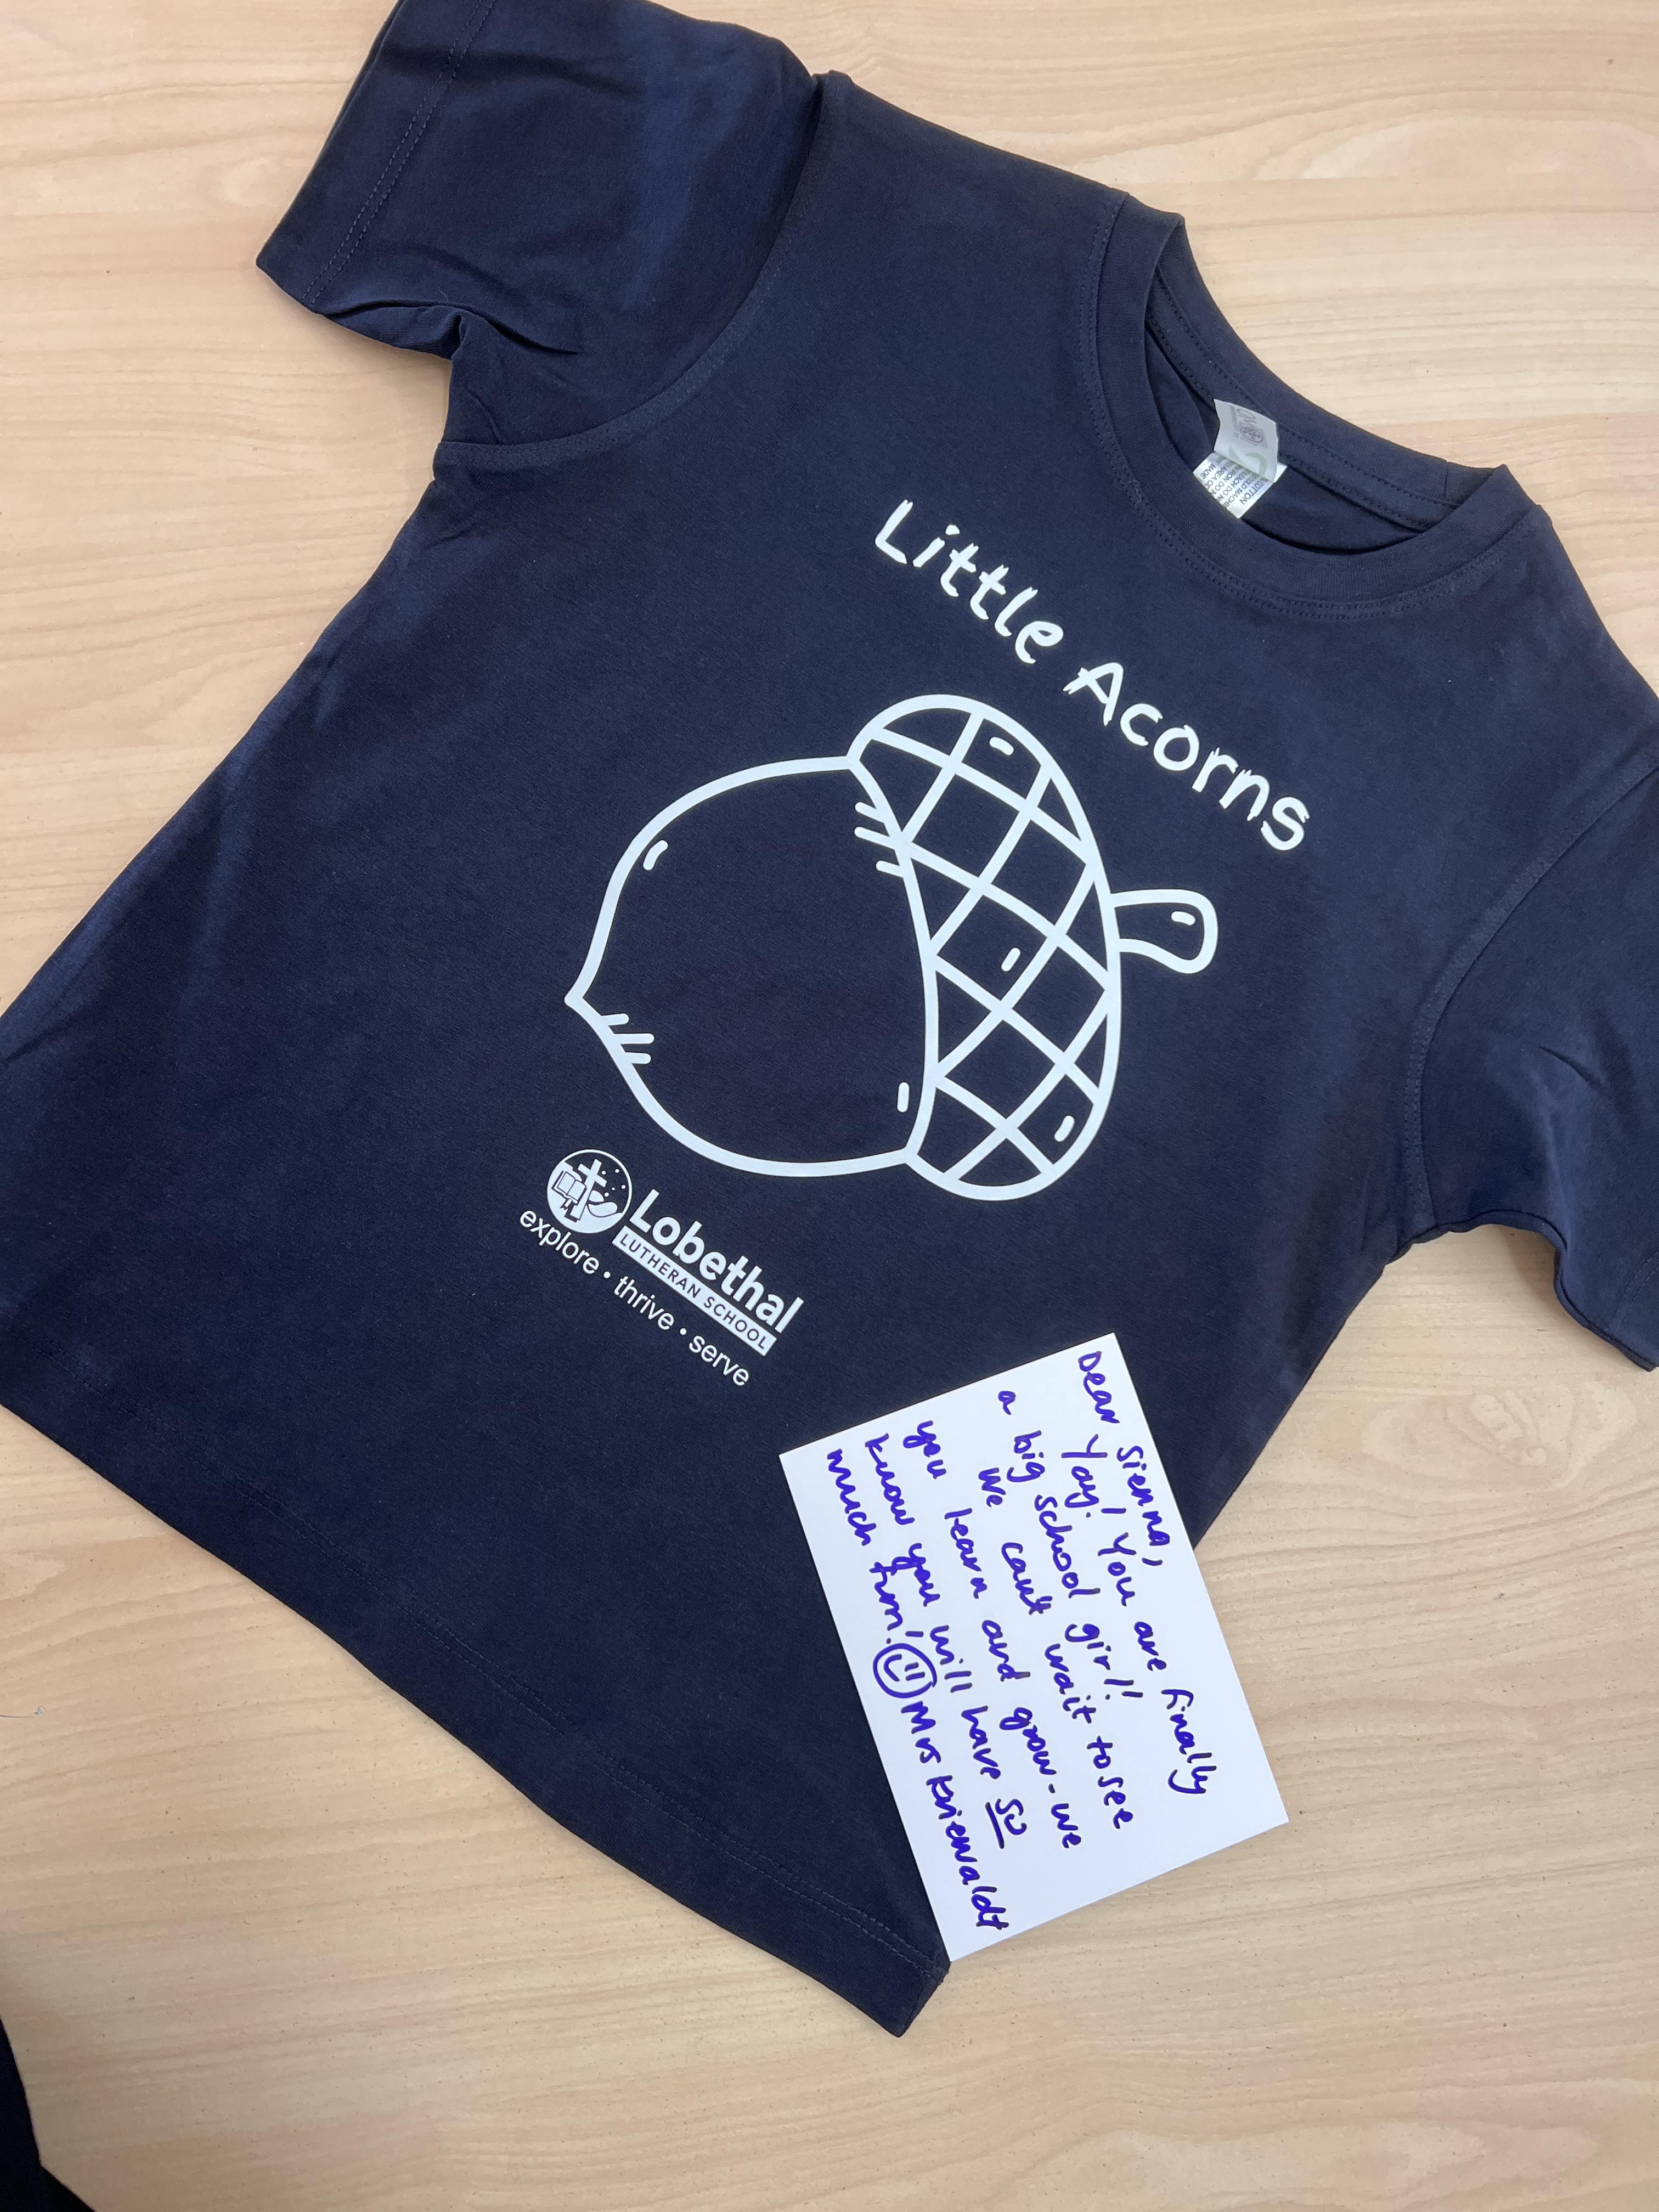 Little Acorns
Lobethal
LUTHERAN SCHOOL
explore • thrive • serve
Dear Sienna,
Yay! You are finally
a big school girl!
We can't wait to see
you learn and grow - we
know you will have so
much fun! Mrs Krienwaldt